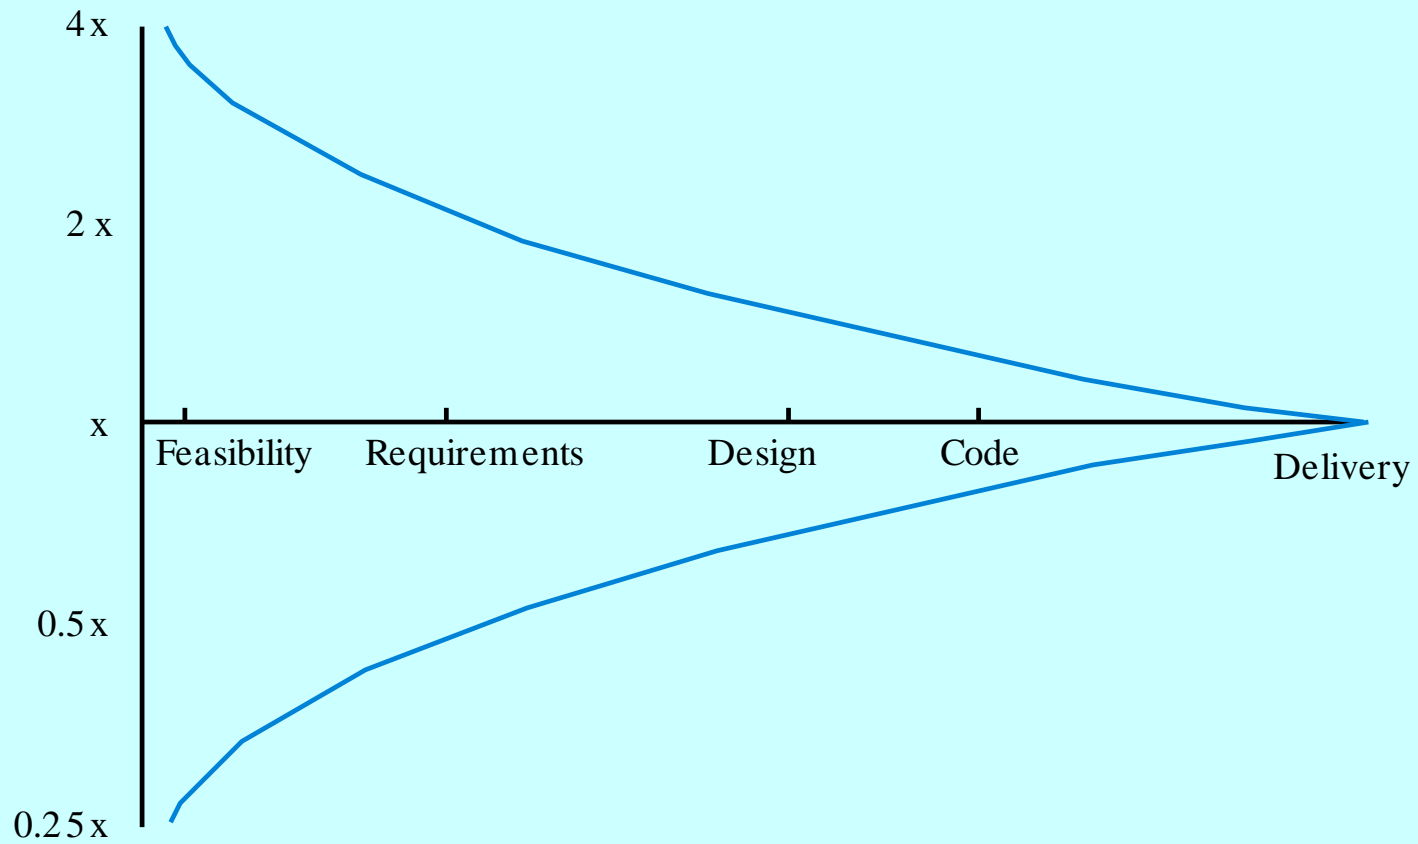 4x
2x
x
Feasibility Requirements Design Code Delivery
0.5x
0.25x